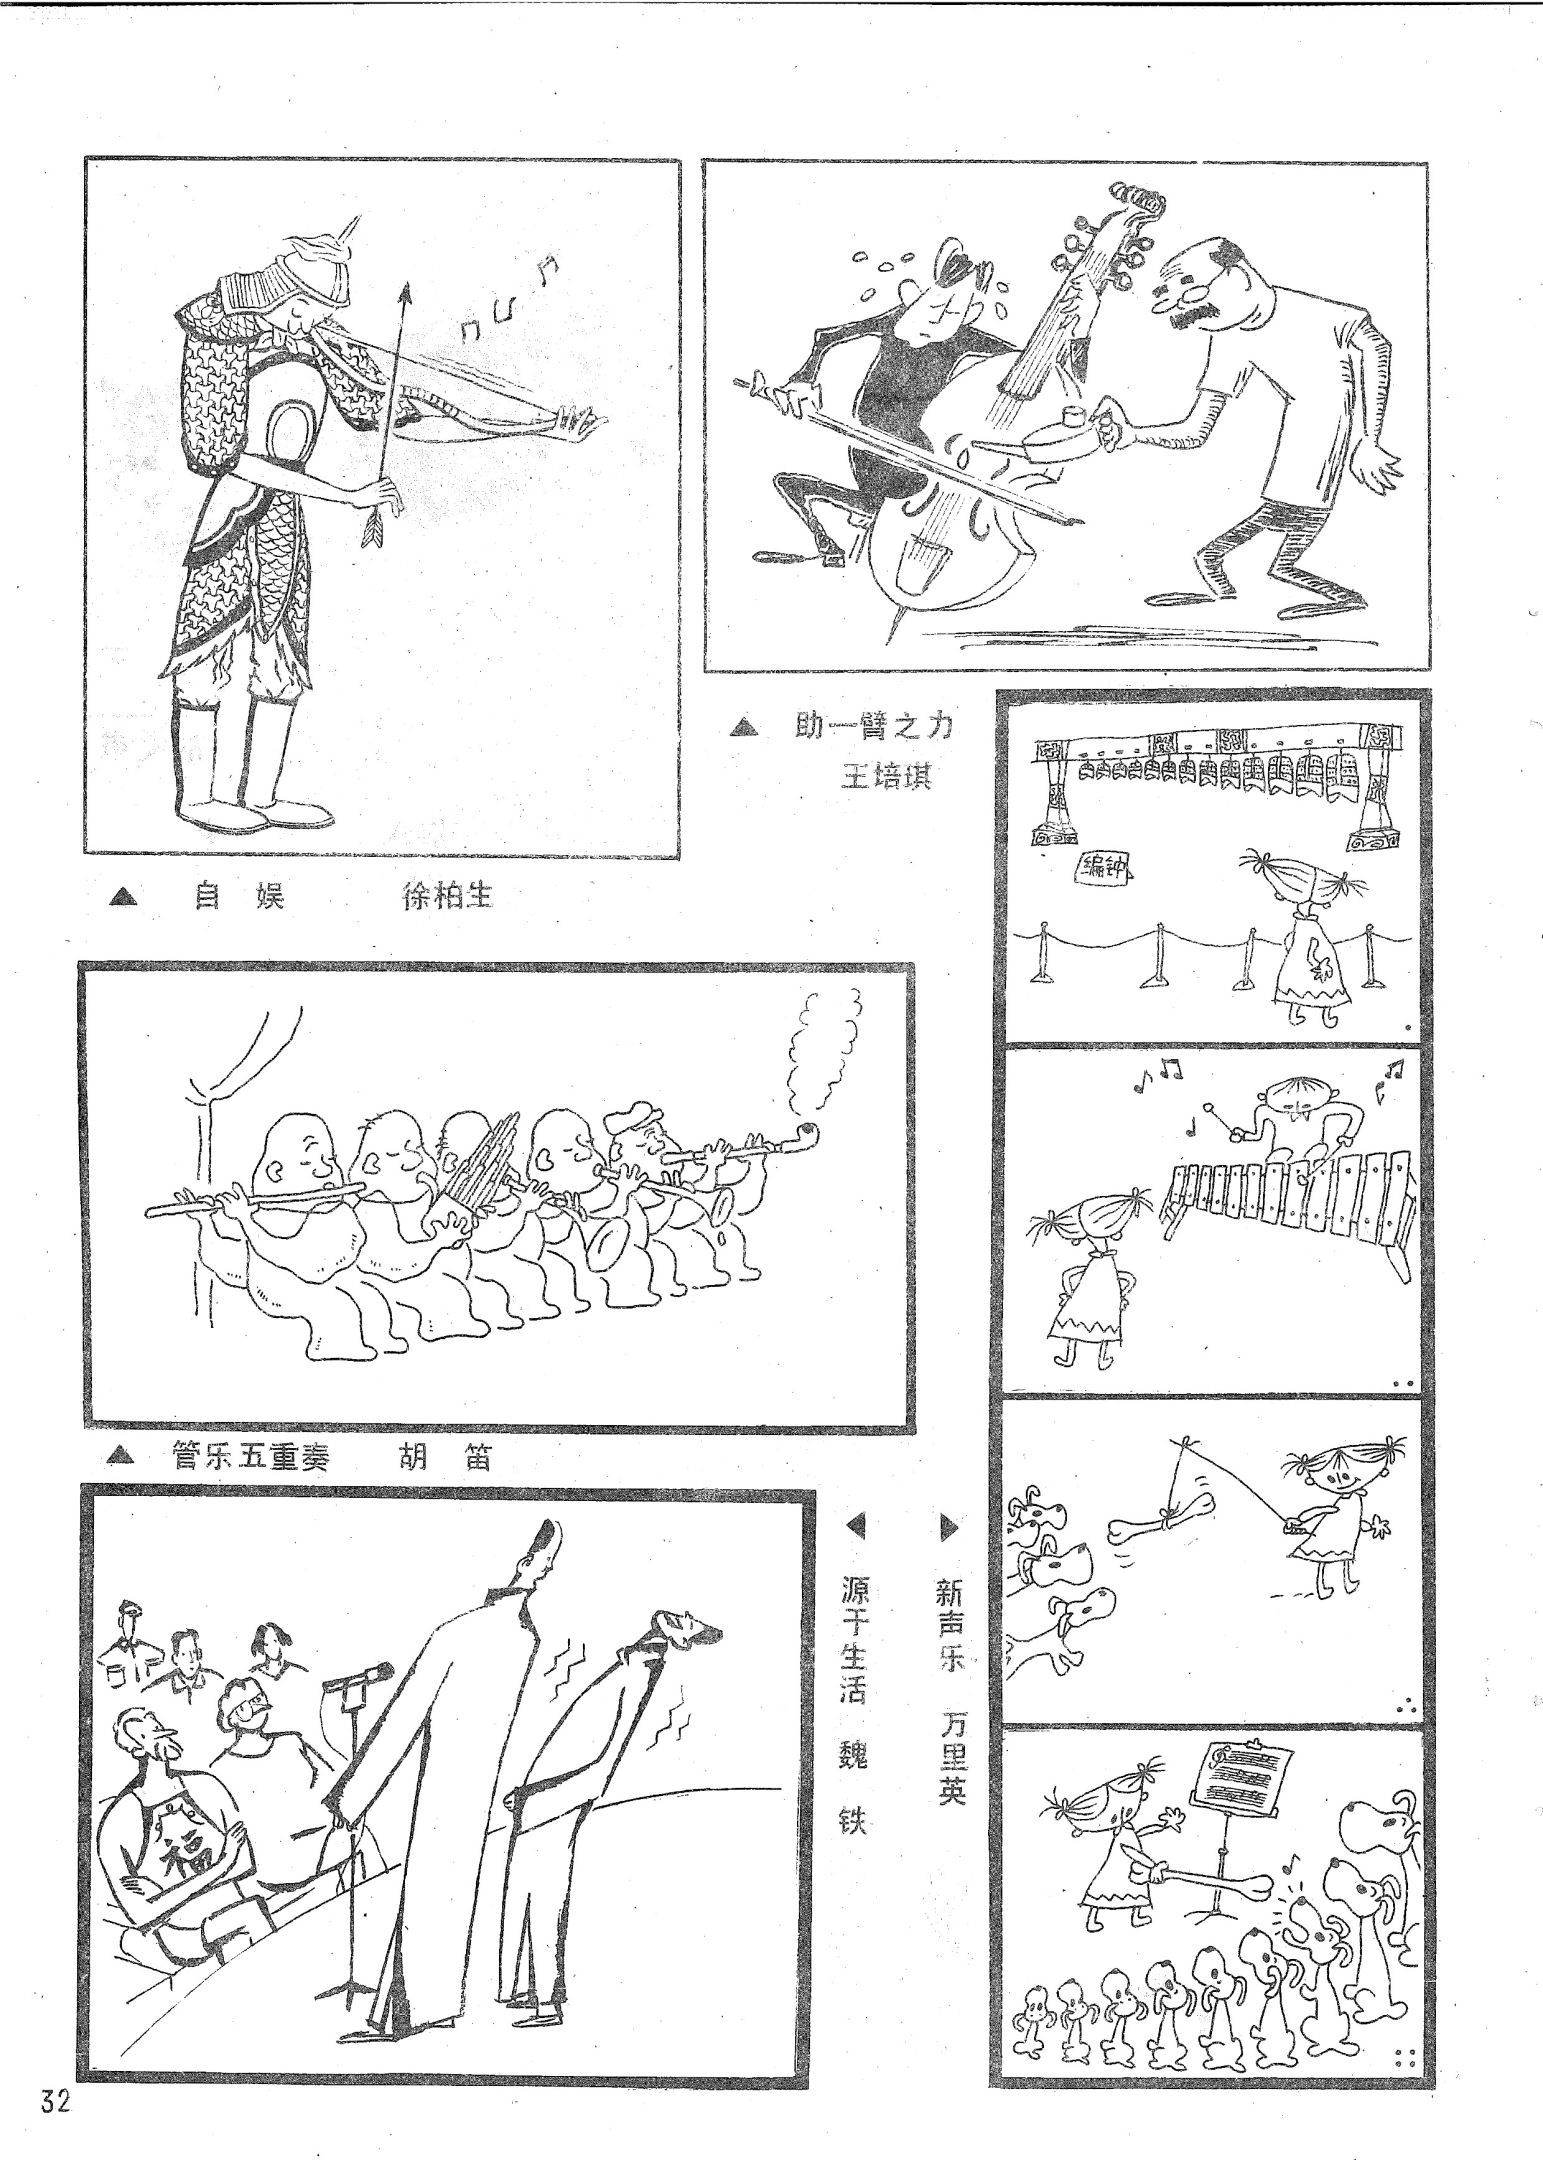 ▲ 助一臂之力
王培琪
编钟
▲ 自 娱 徐柏生
▲ 管乐五重奏 胡 笛
◀ 源于生活 魏 铁
▶ 新声乐 万里英
福
32